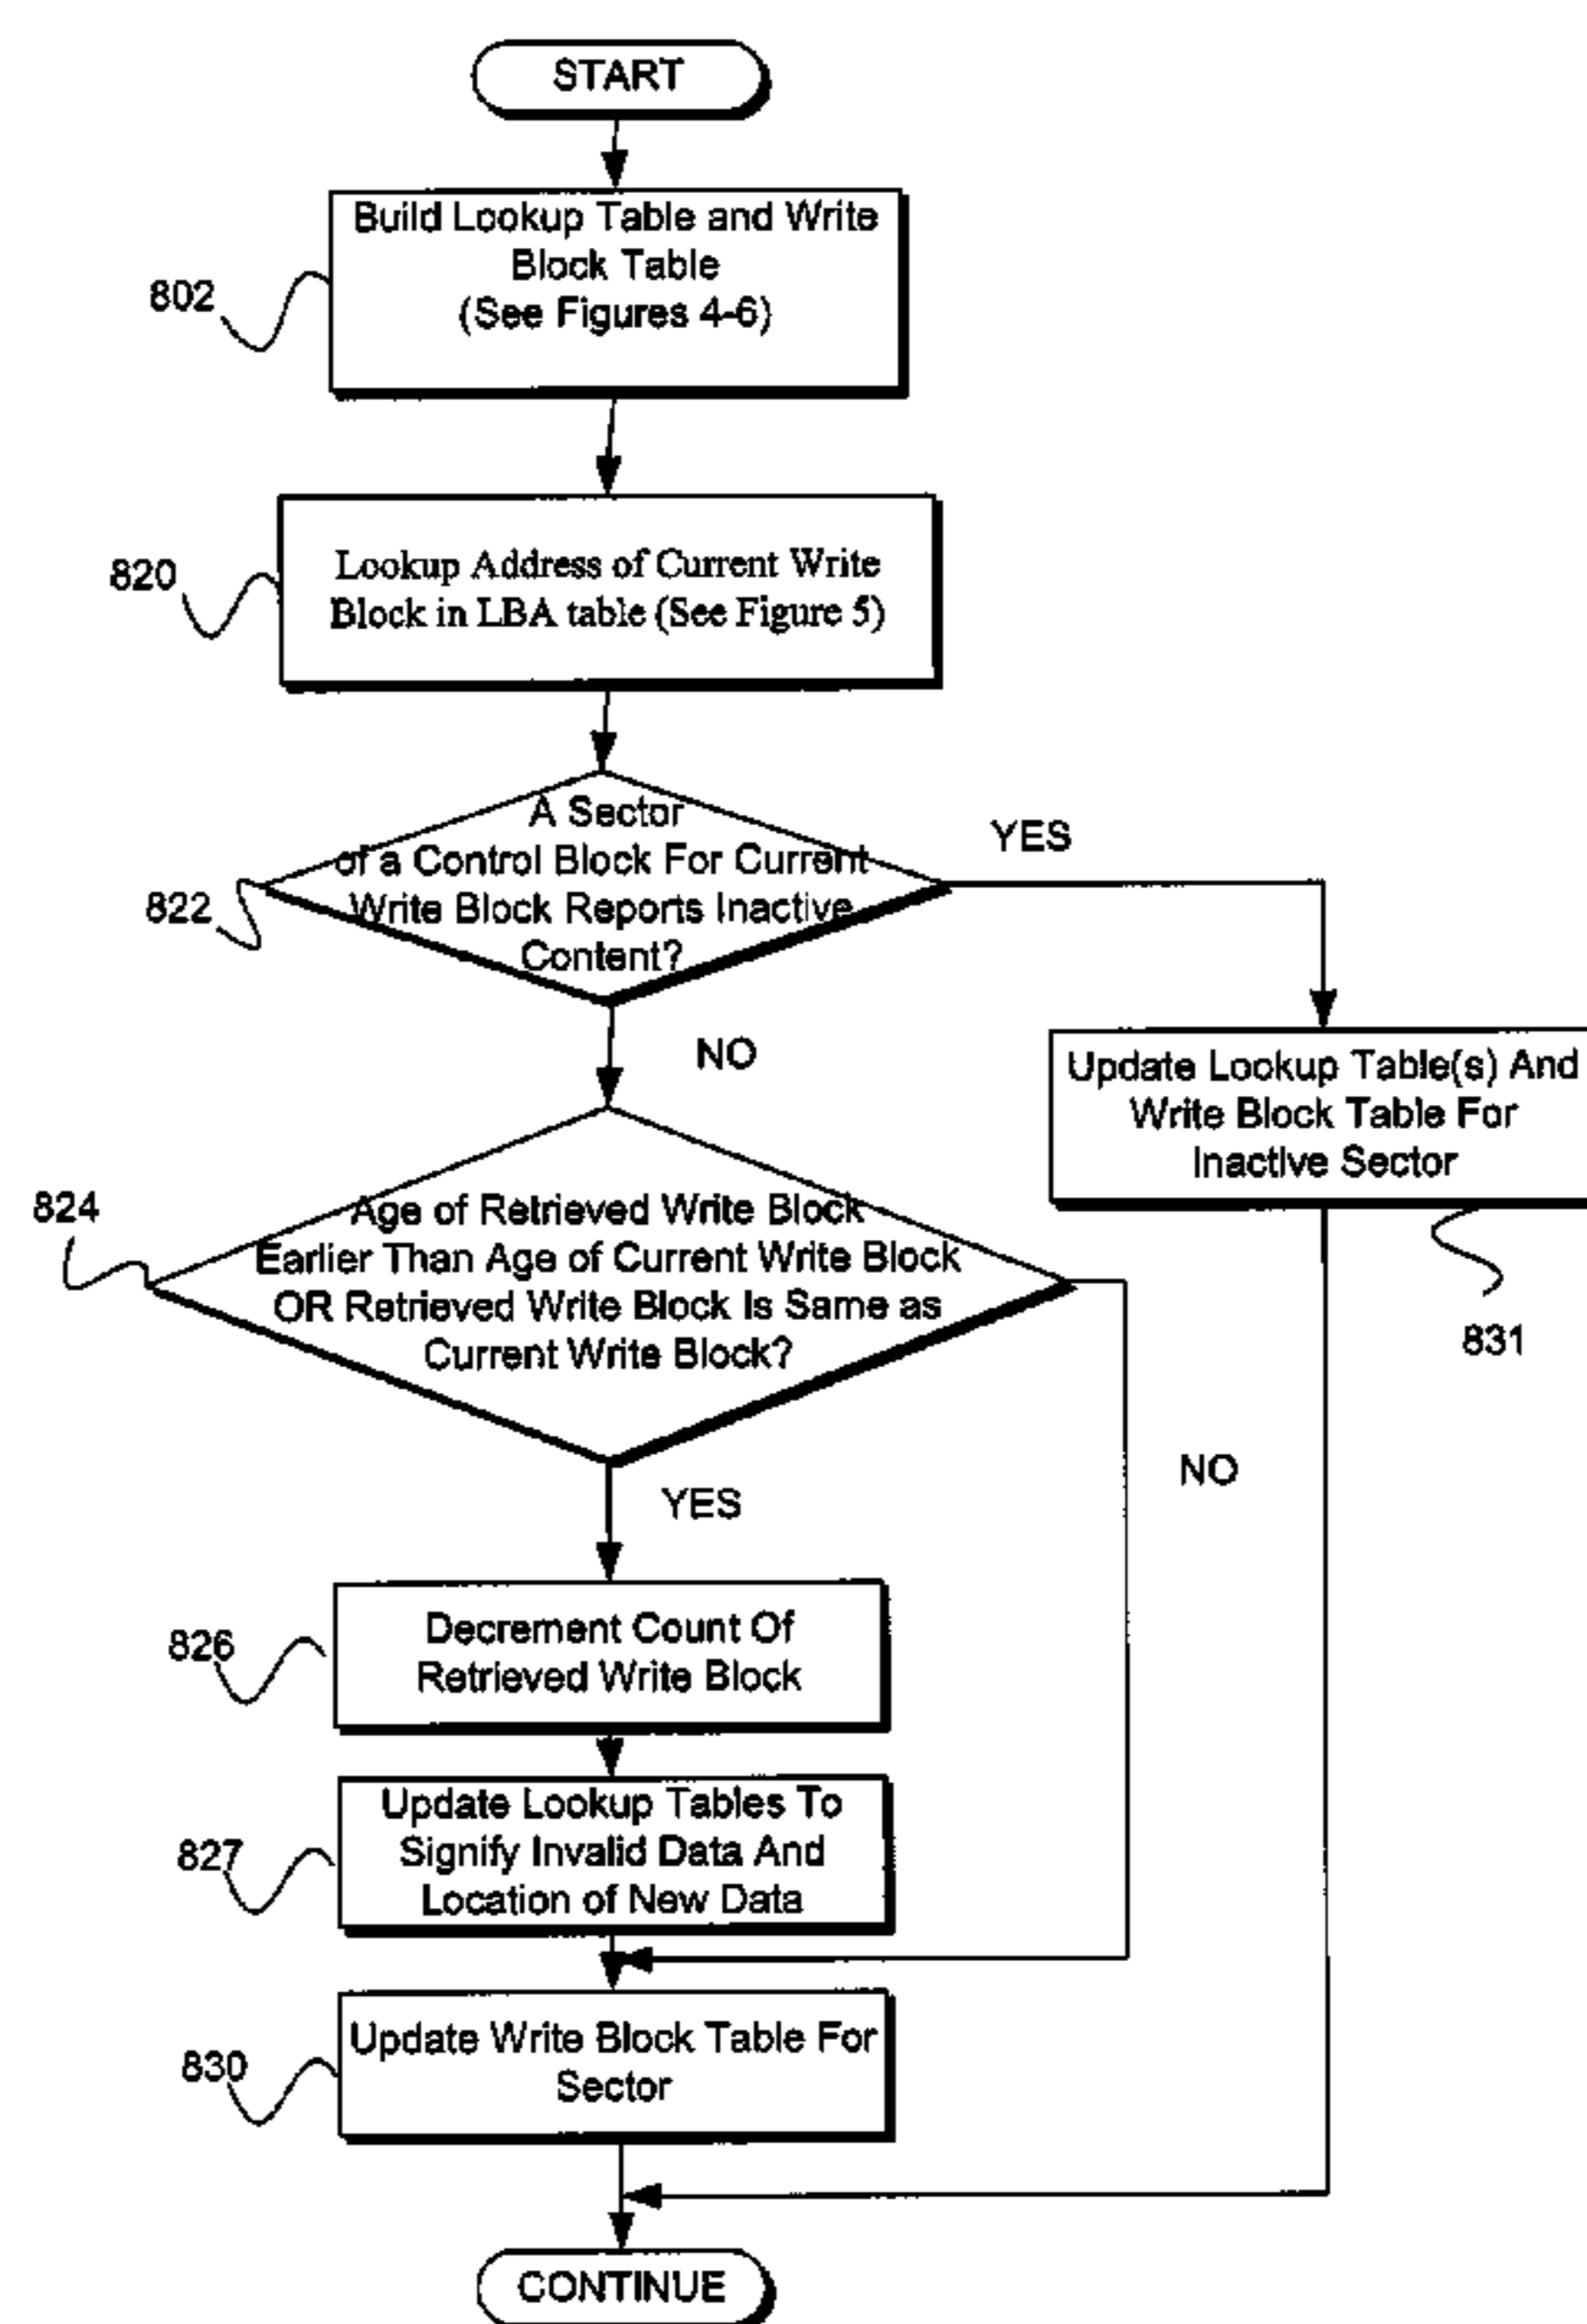 START
Build Lookup Table and Write
Block Table
(See Figures 4-6)
802
Lookup Address of Current Write
Block in LBA table (See Figure 5)
820
A Sector
of a Control Block For Current
Write Block Reports Inactive
Content?
822
YES
NO
Update Lookup Table(s) And
Write Block Table For
Inactive Sector
831
824
Age of Retrieved Write Block
Earlier Than Age of Current Write Block
OR Retrieved Write Block Is Same as
Current Write Block?
NO
YES
826
Decrement Count Of
Retrieved Write Block
827
Update Lookup Tables To
Signify Invalid Data And
Location of New Data
830
Update Write Block Table For
Sector
CONTINUE